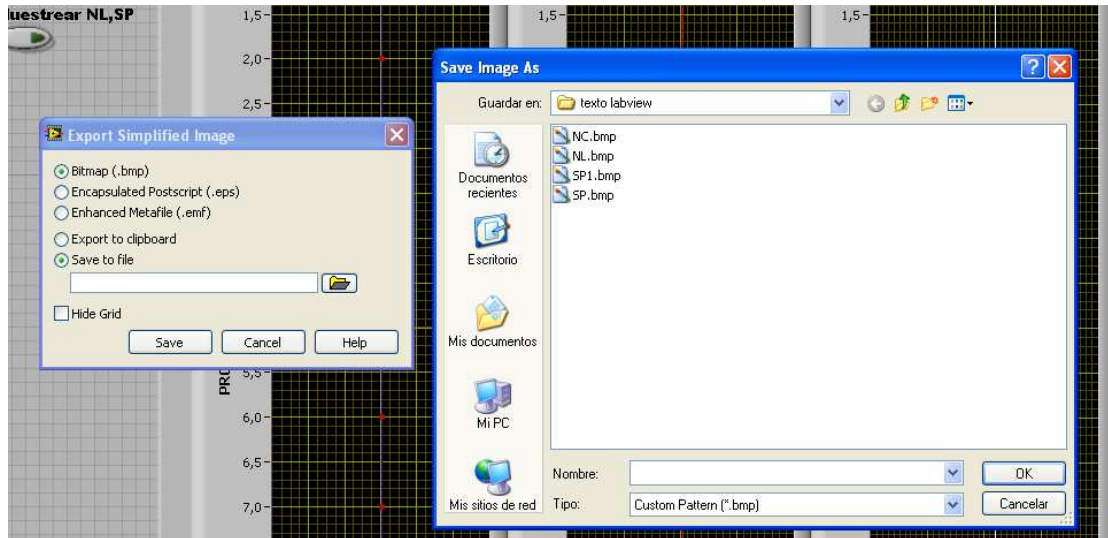 uestrear NL,SP
1,5
2,0
2,5
PRO
5,5
6,0
6,5
7,0
1,5
1,5
Export Simplified Image
Bitmap (.bmp)
Encapsulated Postscript (.eps)
Enhanced Metafile (.emf)
Export to clipboard
Save to file
Hide Grid
Save Cancel Help
Save Image As
Guardar en: texto labview
Documentos
recientes
Escritorio
Mis documentos
Mi PC
Mis sitios de red
NC.bmp
NL.bmp
SP1.bmp
SP.bmp
Nombre: OK
Tipo: Custom Pattern (*.bmp) Cancelar